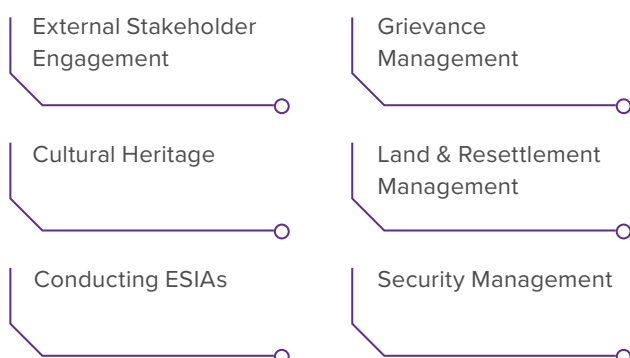 External Stakeholder
Engagement
Grievance
Management
Cultural Heritage
Land & Resettlement
Management
Conducting ESIAs
Security Management